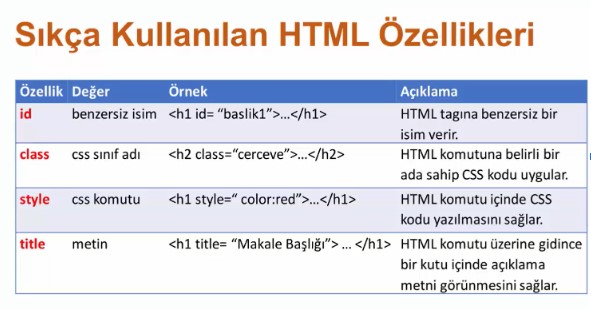 Sıkça Kullanılan HTML Özellikleri
Özellik Değer Örnek Açıklama
id benzersiz isim <h1 id= “baslik1”>...</h1> HTML tagına benzersiz bir
isim verir.
class css sınıf adı <h2 class=“cerceve”>...</h2> HTML komutuna belirli bir
ada sahip CSS kodu uygular.
style css komutu <h1 style=“ color:red”>...</h1> HTML komutu içinde CSS
kodu yazılmasını sağlar.
title metin <h1 title= “Makale Başlığı”> ... </h1> HTML komutu üzerine gidince
bir kutu içinde açıklama
metni görünmesini sağlar.